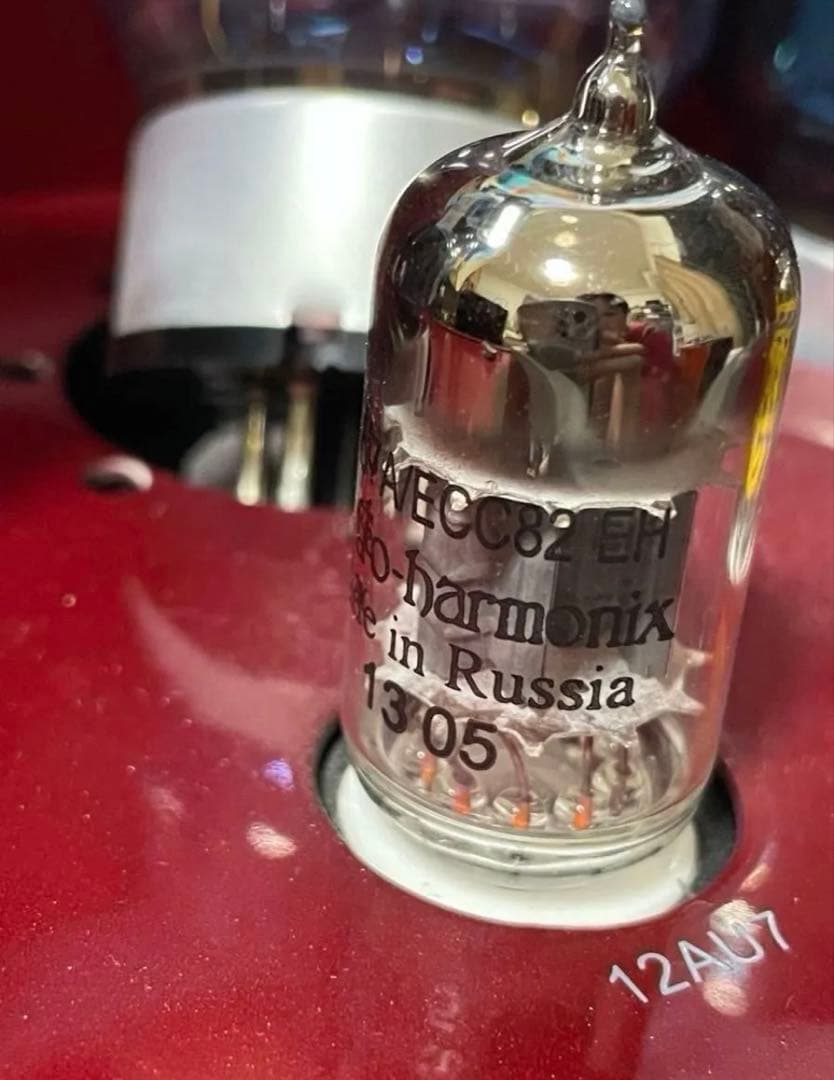 A/ECC82 EH
o-harmonix
in Russia
13 05
12AU7